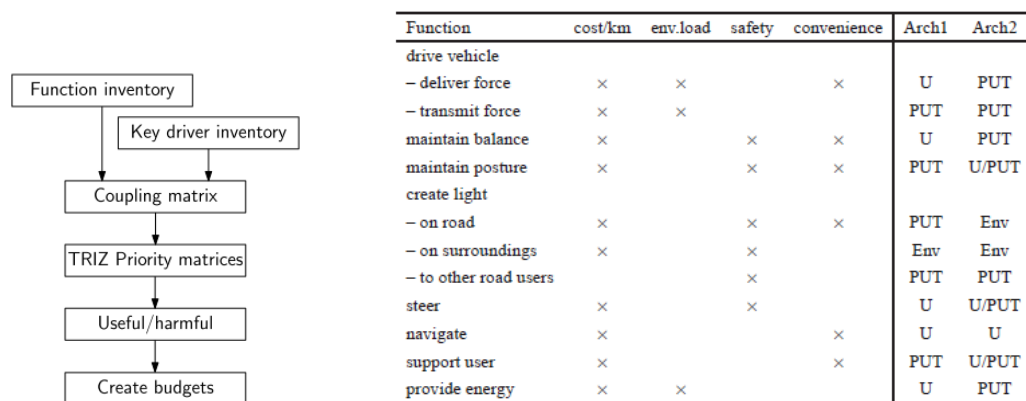 Function inventory
Key driver inventory
Coupling matrix
TRIZ Priority matrices
Useful/harmful
Create budgets
Function cost/km env.load safety convenience Arch1 Arch2
drive vehicle
– deliver force × × × U PUT
– transmit force × × PUT PUT
maintain balance × × × U PUT
maintain posture × × × PUT U/PUT
create light
– on road × × × PUT Env
– on surroundings × × Env Env
– to other road users × PUT PUT
steer × × U U/PUT
navigate × × U U
support user × × PUT U/PUT
provide energy × × U PUT